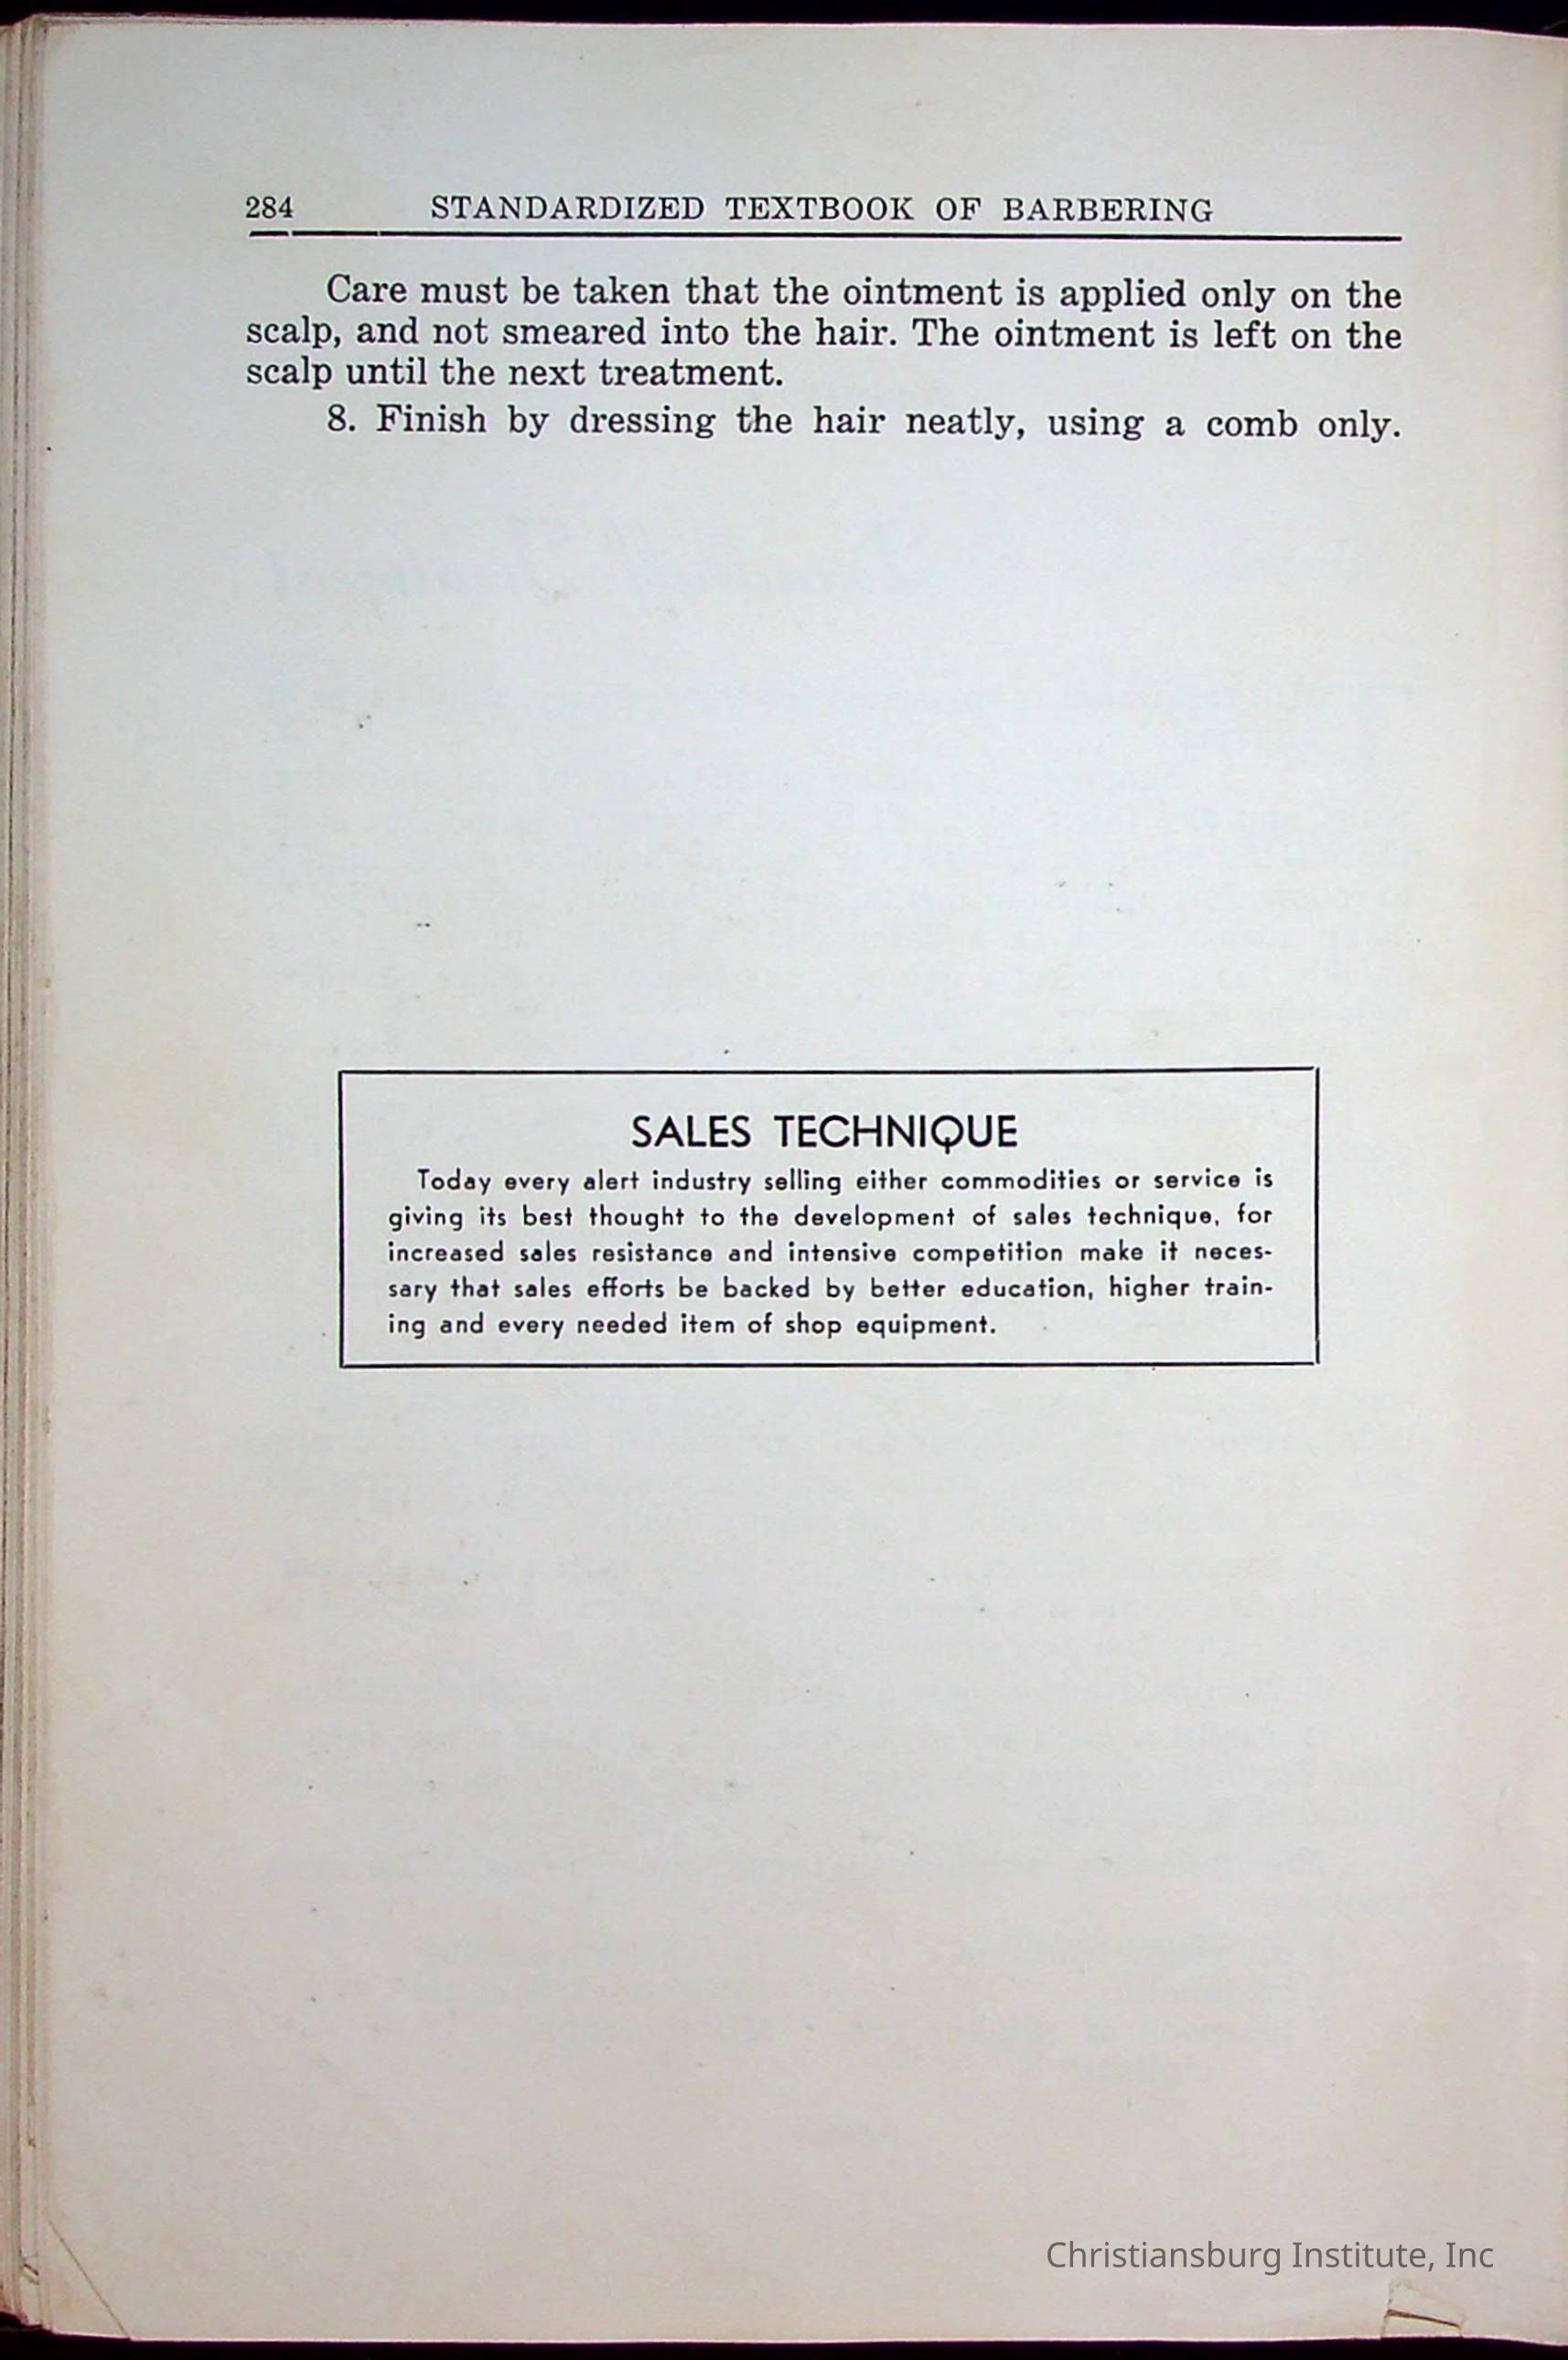 284 STANDARDIZED TEXTBOOK OF BARBERING
Care must be taken that the ointment is applied only on the
scalp, and not smeared into the hair. The ointment is left on the
scalp until the next treatment.
8. Finish by dressing the hair neatly, using a comb only.
SALES TECHNIQUE
Today every alert industry selling either commodities or service is
giving its best thought to the development of sales technique, for
increased sales resistance and intensive competition make it neces-
sary that sales efforts be backed by better education, higher train-
ing and every needed item of shop equipment.
Christiansburg Institute, Inc